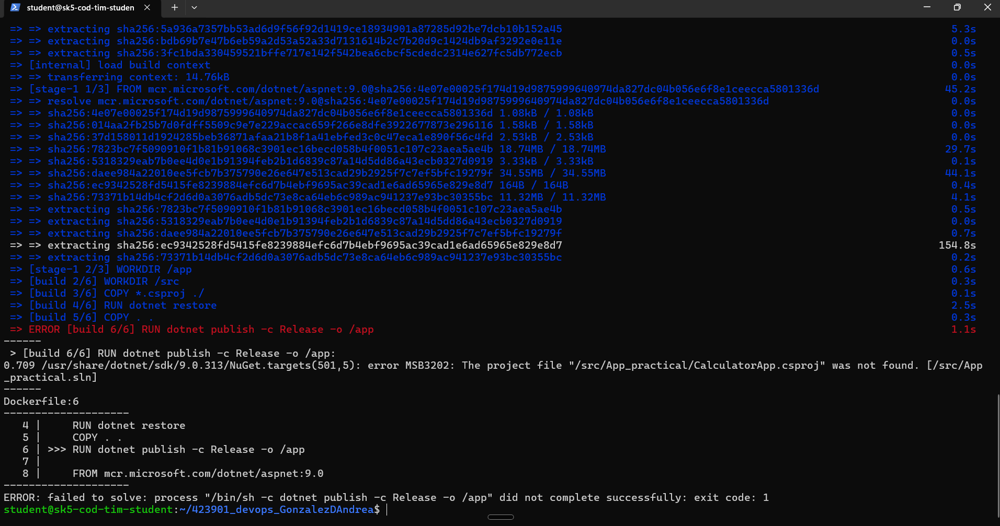 student@sk5-cod-tim-studen
=> => extracting sha256:5a936a7357bb53ad6d9f56f92d1419ce18934901a87285d92be7dcb10b152a45 5.3s
=> => extracting sha256:bdb69b7e47b6eb59a2d53a52a33d7131614b2c7b20d9c1424db9af3292e0e11e 0.0s
=> => extracting sha256:3fc1bda330459521bffe717e142f542bea6cbcf5cdedc2314e627fc5db772ecb 0.5s
=> [internal] load build context 0.0s
=> => transferring context: 14.76kB 0.0s
=> [stage-1 1/3] FROM mcr.microsoft.com/dotnet/aspnet:9.0@sha256:4e07e00025f174d19d9875999640974da827dc04b056e6f8e1ceecca5801336d 45.2s
=> => resolve mcr.microsoft.com/dotnet/aspnet:9.0@sha256:4e07e00025f174d19d9875999640974da827dc04b056e6f8e1ceecca5801336d 0.0s
=> => sha256:4e07e00025f174d19d9875999640974da827dc04b056e6f8e1ceecca5801336d 1.08kB / 1.08kB 0.0s
=> => sha256:014aa2fb25b7d0fdff5509c9e7e229accac659f266e8dfe3922677873e296116 1.58kB / 1.58kB 0.0s
=> => sha256:37d158011d1924285beb36871afaa21b8f1a41ebfed3c0c47eca1e890f56c4fd 2.53kB / 2.53kB 0.0s
=> => sha256:7823bc7f5090910f1b81b91068c3901ec16becd058b4f0051c107c23aea5ae4b 18.74MB / 18.74MB 29.7s
=> => sha256:5318329eab7b0ee4d0e1b91394feb2b1d6839c87a14d5dd86a43ecb0327d0919 3.33kB / 3.33kB 0.1s
=> => sha256:daee984a22010ee5fcb7b375790e26e647e513cad29b2925f7c7ef5bfc19279f 34.55MB / 34.55MB 44.1s
=> => sha256:ec9342528fd5415fe8239884efc6d7b4ebf9695ac39cad1e6ad65965e829e8d7 164B / 164B 0.4s
=> => sha256:73371b14db4cf2d6d0a3076adb5dc73e8ca64eb6c989ac941237e93bc30355bc 11.32MB / 11.32MB 4.1s
=> => extracting sha256:7823bc7f5090910f1b81b91068c3901ec16becd058b4f0051c107c23aea5ae4b 0.5s
=> => extracting sha256:5318329eab7b0ee4d0e1b91394feb2b1d6839c87a14d5dd86a43ecb0327d0919 0.0s
=> => extracting sha256:daee984a22010ee5fcb7b375790e26e647e513cad29b2925f7c7ef5bfc19279f 0.7s
=> => extracting sha256:ec9342528fd5415fe8239884efc6d7b4ebf9695ac39cad1e6ad65965e829e8d7 154.8s
=> => extracting sha256:73371b14db4cf2d6d0a3076adb5dc73e8ca64eb6c989ac941237e93bc30355bc 0.2s
=> [stage-1 2/3] WORKDIR /app 0.6s
=> [build 2/6] WORKDIR /src 0.3s
=> [build 3/6] COPY *.csproj ./ 0.1s
=> [build 4/6] RUN dotnet restore 2.5s
=> [build 5/6] COPY . . 0.3s
=> ERROR [build 6/6] RUN dotnet publish -c Release -o /app 1.1s
------
> [build 6/6] RUN dotnet publish -c Release -o /app:
0.709 /usr/share/dotnet/sdk/9.0.313/NuGet.targets(501,5): error MSB3202: The project file "/src/App_practical/CalculatorApp.csproj" was not found. [/src/App
_practical.sln]
------
Dockerfile:6
--------------------
4 | RUN dotnet restore
5 | COPY . .
6 | >>> RUN dotnet publish -c Release -o /app
7 |
8 | FROM mcr.microsoft.com/dotnet/aspnet:9.0
--------------------
ERROR: failed to solve: process "/bin/sh -c dotnet publish -c Release -o /app" did not complete successfully: exit code: 1
student@sk5-cod-tim-student:~/423901_devops_GonzalezDAndrea$